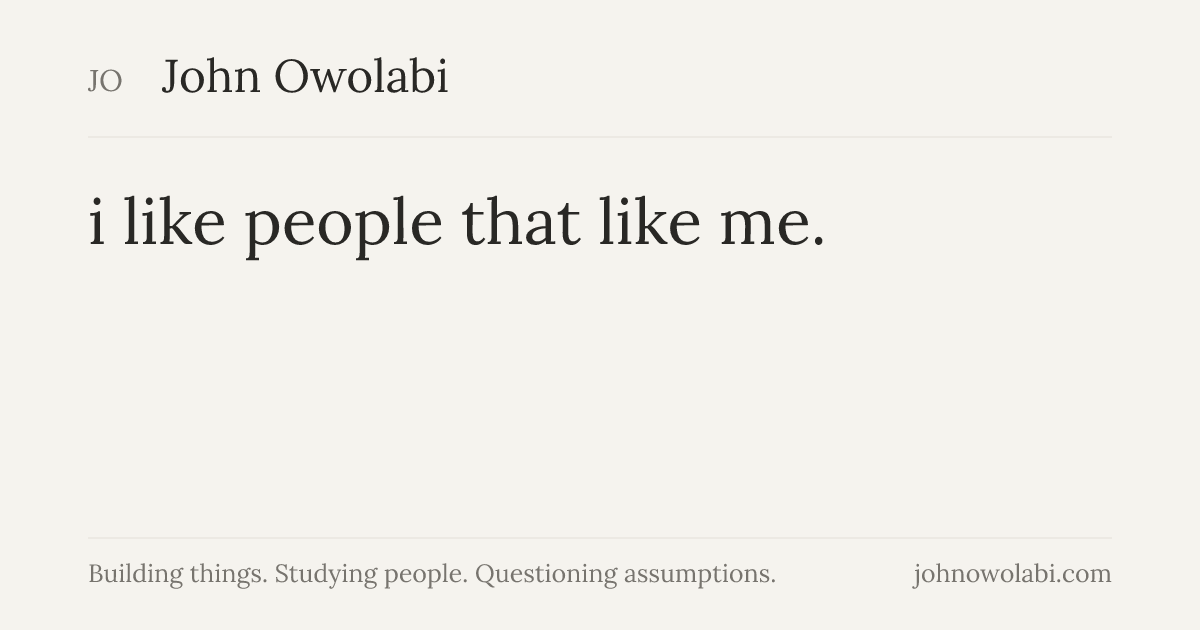 JO John Owolabi
i like people that like me.
Building things. Studying people. Questioning assumptions. johnowolabi.com